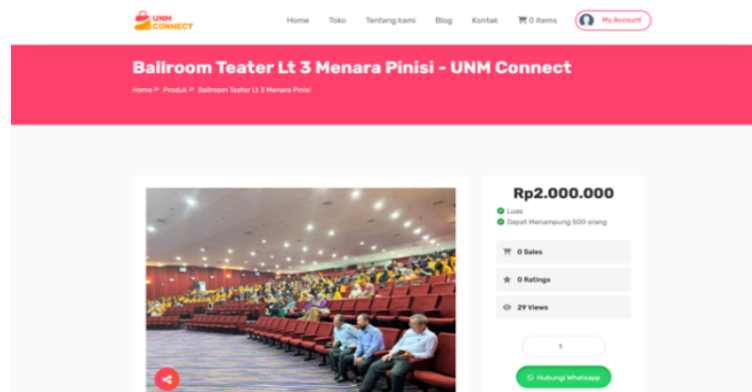 UNM
CONNECT
Home Toko Tentang kami Blog Kontak 0 items My Account
Ballroom Teater Lt 3 Menara Pinisi - UNM Connect
Home » Produk » Ballroom Teater Lt 3 Menara Pinisi
Rp2.000.000
Luas
Dapat Menampung 500 orang
0 Sales
0 Ratings
29 Views
1
Hubungi Whatsapp